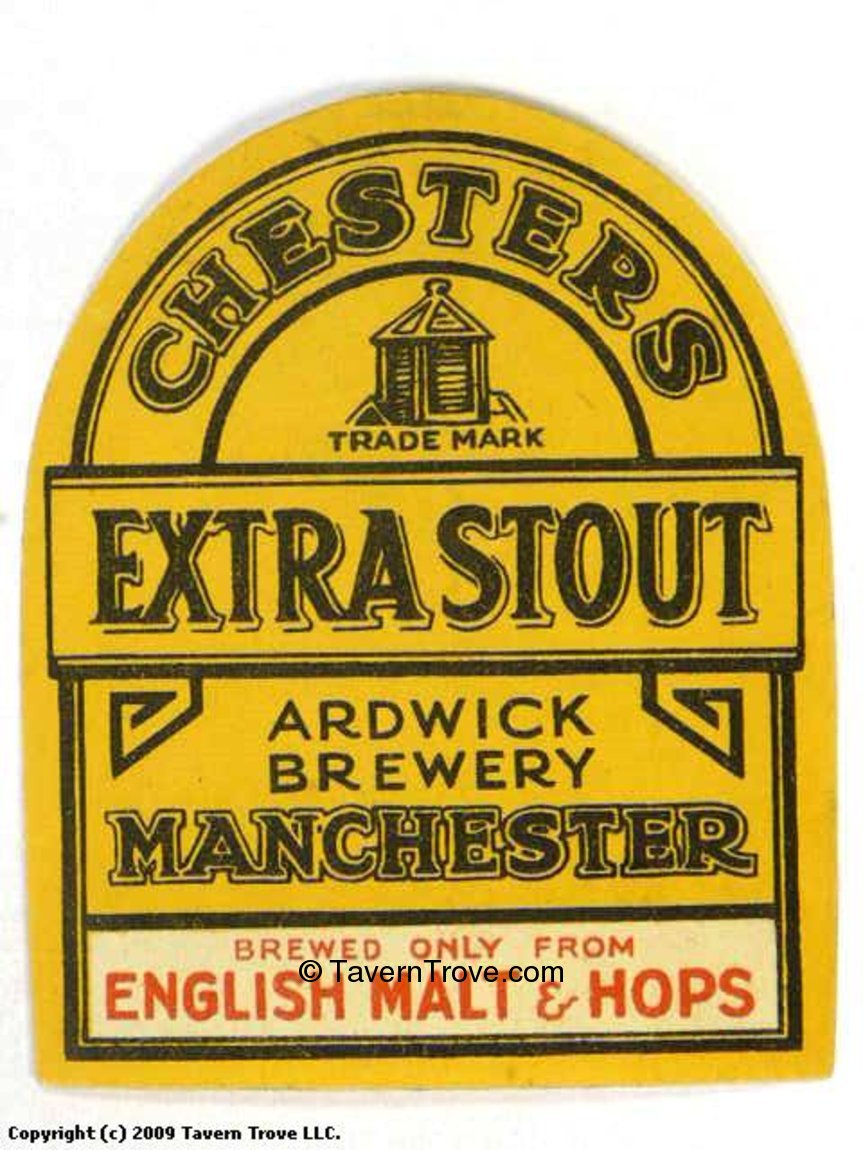 CHESTERS
TRADE MARK
EXTRA STOUT
ARDWICK
BREWERY
MANCHESTER
BREWED ONLY FROM
© TavernTrove.com
ENGLISH MALT & HOPS
Copyright (c) 2009 Tavern Trove LLC.